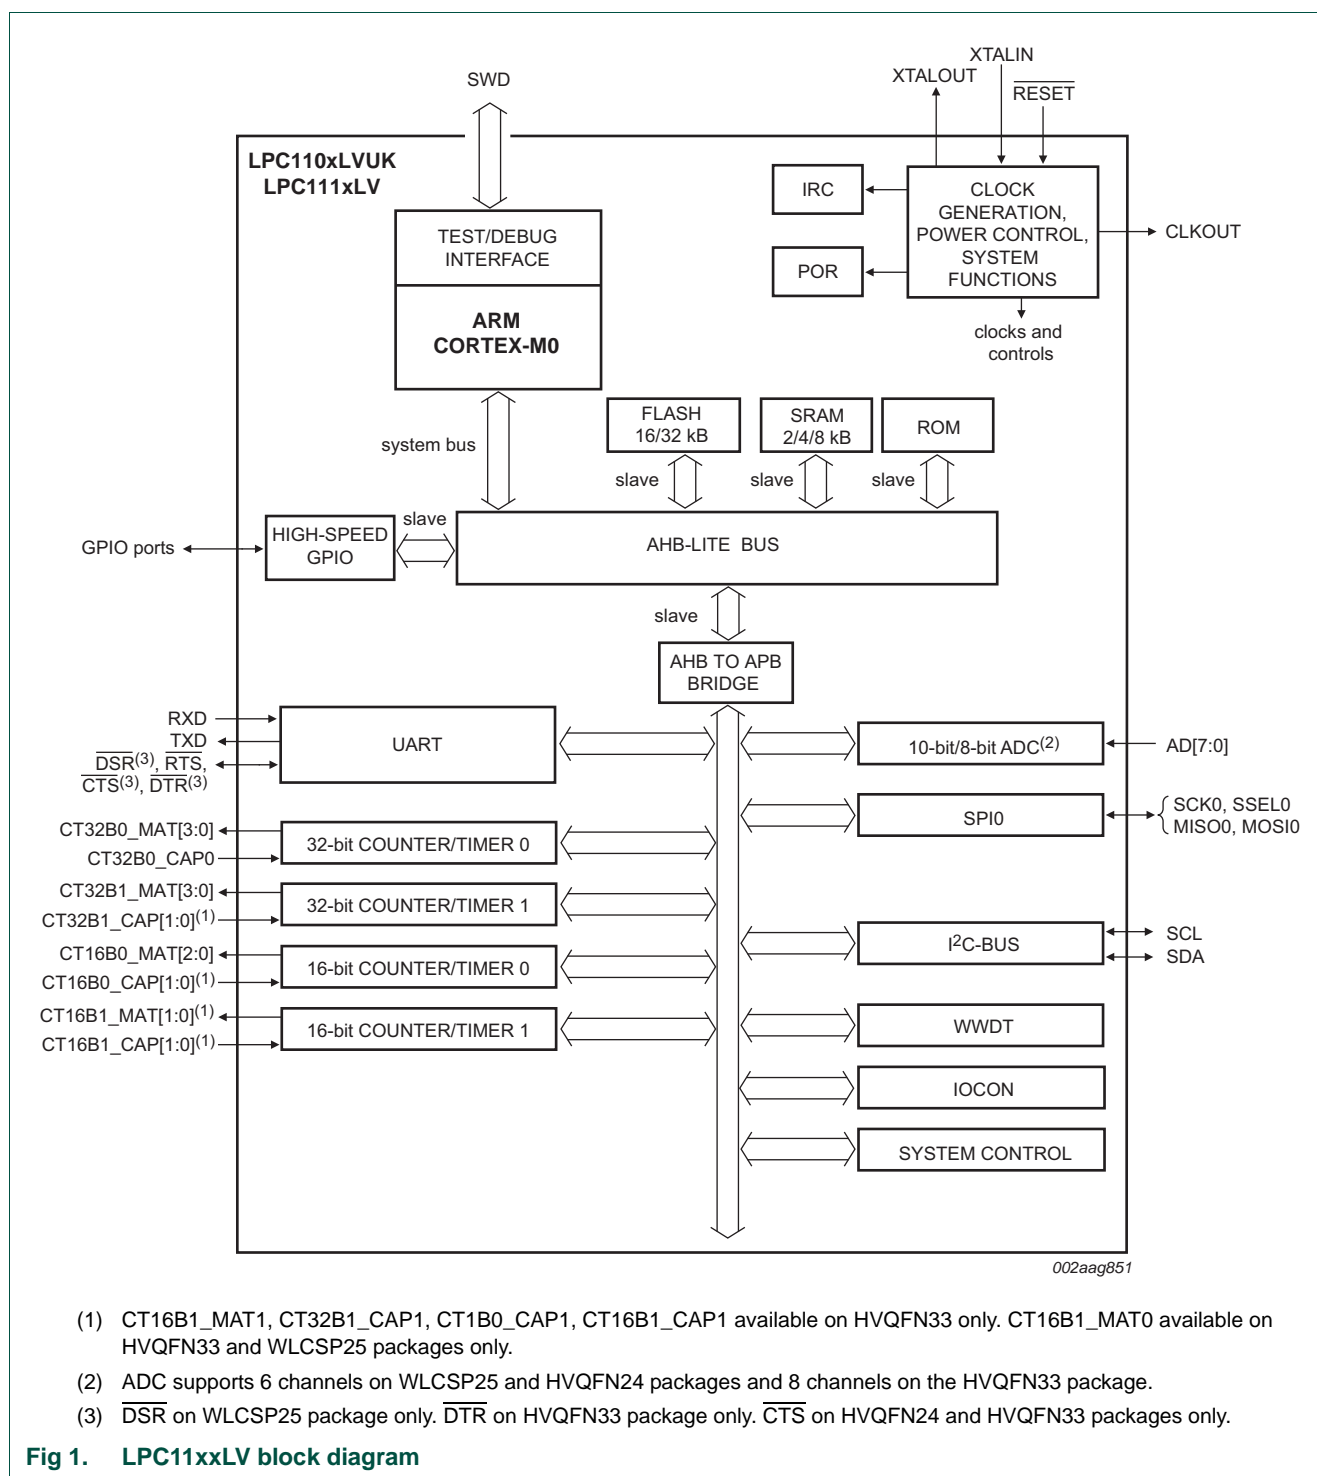 XTALIN
XTALOUT
RESET
SWD
LPC110xLVUK
LPC111xLV
TEST/DEBUG
INTERFACE
ARM
CORTEX-M0
IRC
POR
CLOCK
GENERATION,
POWER CONTROL,
SYSTEM
FUNCTIONS
CLKOUT
clocks and
controls
system bus
FLASH
16/32 kB
SRAM
2/4/8 kB
ROM
slave
slave
slave
GPIO ports
HIGH-SPEED
GPIO
slave
AHB-LITE BUS
slave
AHB TO APB
BRIDGE
RXD
TXD
DSR(3), RTS,
CTS(3), DTR(3)
UART
10-bit/8-bit ADC(2)
AD[7:0]
SPI0
SCK0, SSEL0
MISO0, MOSI0
CT32B0_MAT[3:0]
CT32B0_CAP0
32-bit COUNTER/TIMER 0
CT32B1_MAT[3:0]
CT32B1_CAP[1:0](1)
32-bit COUNTER/TIMER 1
I2C-BUS
SCL
SDA
CT16B0_MAT[2:0]
CT16B0_CAP[1:0](1)
16-bit COUNTER/TIMER 0
CT16B1_MAT[1:0](1)
CT16B1_CAP[1:0](1)
16-bit COUNTER/TIMER 1
WWDT
IOCON
SYSTEM CONTROL
002aag851
(1) CT16B1_MAT1, CT32B1_CAP1, CT1B0_CAP1, CT16B1_CAP1 available on HVQFN33 only. CT16B1_MAT0 available on
HVQFN33 and WLCSP25 packages only.
(2) ADC supports 6 channels on WLCSP25 and HVQFN24 packages and 8 channels on the HVQFN33 package.
(3) DSR on WLCSP25 package only. DTR on HVQFN33 package only. CTS on HVQFN24 and HVQFN33 packages only.
Fig 1. LPC11xxLV block diagram